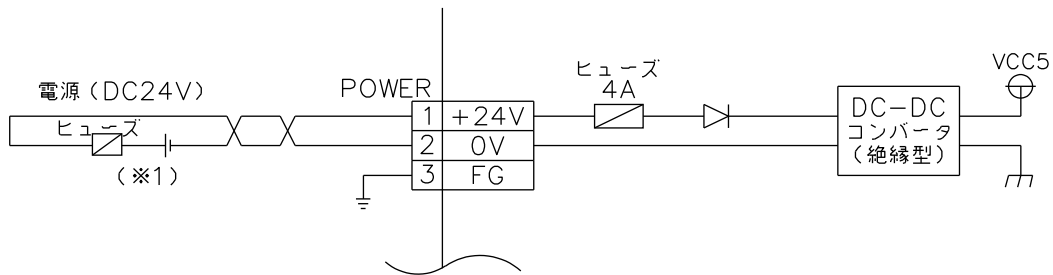 VCC5
ヒューズ
4A
電源(DC24V)
POWER
ヒューズ
1 +24V
DC-DC
コンバータ
(絶縁型)
2 0V
(※1)
3 FG